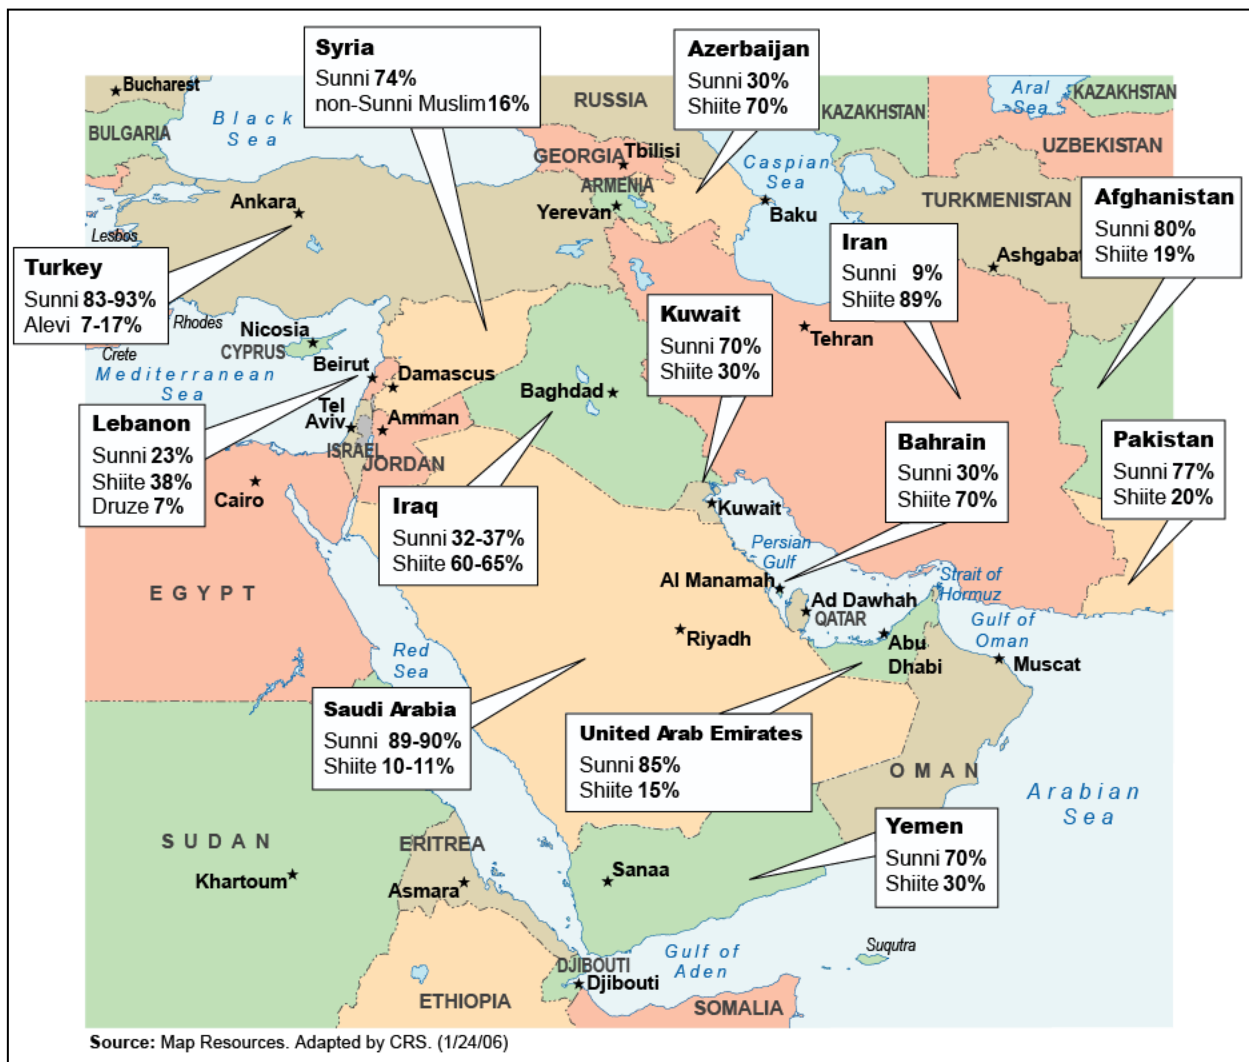 Syria
Sunni 74%
non-Sunni Muslim 16%
Azerbaijan
Sunni 30%
Shiite 70%
Bucharest
BULGARIA
Black
Sea
RUSSIA
GEORGIA
Tbilisi
ARMENIA
Yerevan
Caspian
Sea
Baku
KAZAKHSTAN
Aral
Sea
KAZAKHSTAN
UZBEKISTAN
TURKMENISTAN
Ashgabat
Afghanistan
Sunni 80%
Shiite 19%
Iran
Sunni 9%
Shiite 89%
Ankara
Lesbos
Turkey
Sunni 83-93%
Alevi 7-17%
Rhodes
Crete
Nicosia
CYPRUS
Mediterranean
Sea
Beirut
Damascus
Tel
Aviv
Amman
ISRAEL
JORDAN
Baghdad
Kuwait
Sunni 70%
Shiite 30%
Tehran
Lebanon
Sunni 23%
Shiite 38%
Druze 7%
Cairo
Iraq
Sunni 32-37%
Shiite 60-65%
Bahrain
Sunni 30%
Shiite 70%
Pakistan
Sunni 77%
Shiite 20%
Kuwait
Persian
Gulf
Al Manamah
Ad Dawhah
QATAR
Strait of
Hormuz
Gulf of
Oman
Abu
Dhabi
Muscat
EGYPT
Red
Sea
Riyadh
Saudi Arabia
Sunni 89-90%
Shiite 10-11%
United Arab Emirates
Sunni 85%
Shiite 15%
OMAN
Arabian
Sea
SUDAN
Khartoum
ERITREA
Asmara
Sanaa
Yemen
Sunni 70%
Shiite 30%
Suqutra
Gulf of
Aden
DJIBOUTI
Djibouti
ETHIOPIA
SOMALIA
Source: Map Resources. Adapted by CRS. (1/24/06)